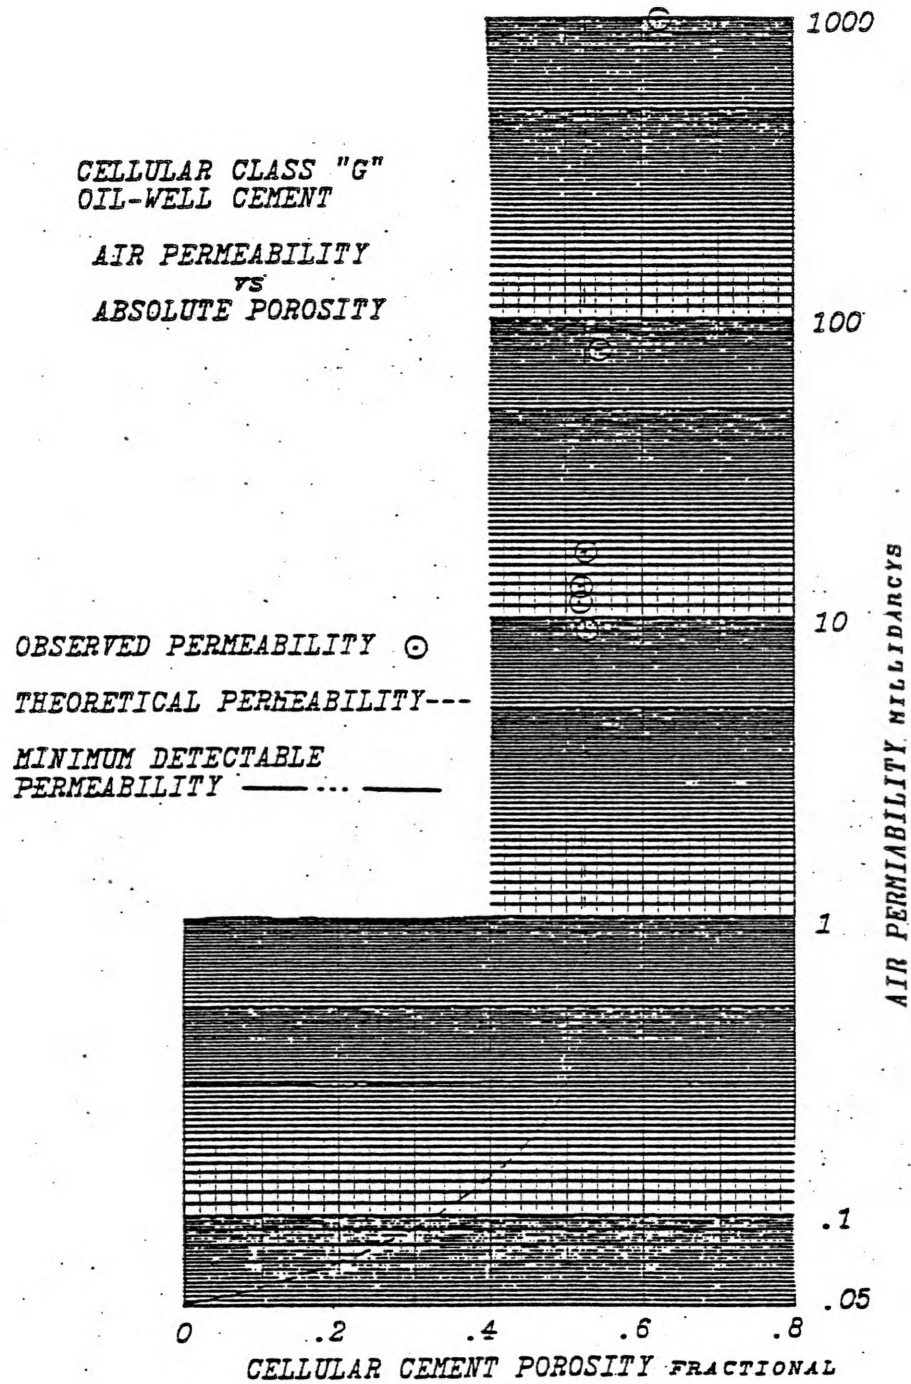 CELLULAR CLASS "G"
OIL-WELL CEMENT
AIR PERMEABILITY
VS
ABSOLUTE POROSITY
OBSERVED PERMEABILITY ⊙
THEORETICAL PERMEABILITY---
MINIMUM DETECTABLE
PERMEABILITY —— ... ——
1000
100
10
1
.1
.05
AIR PERMIABILITY MILLIDARCYS
0 .2 .4 .6 .8
CELLULAR CEMENT POROSITY FRACTIONAL